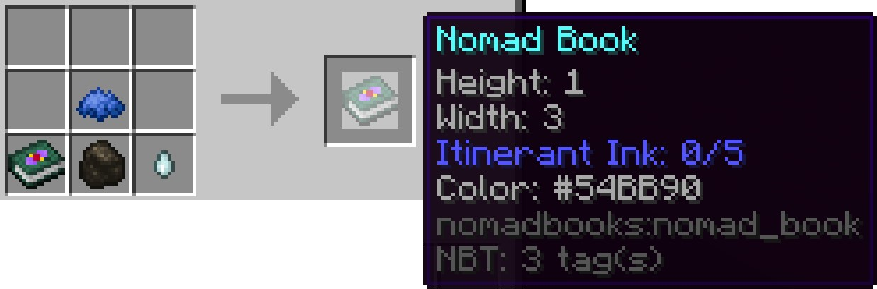 Nomad Book
Height: 1
Width: 3
Itinerant Ink: 0/5
Color: #54BB90
nomadbooks:nomad_book
NBT: 3 tag(s)